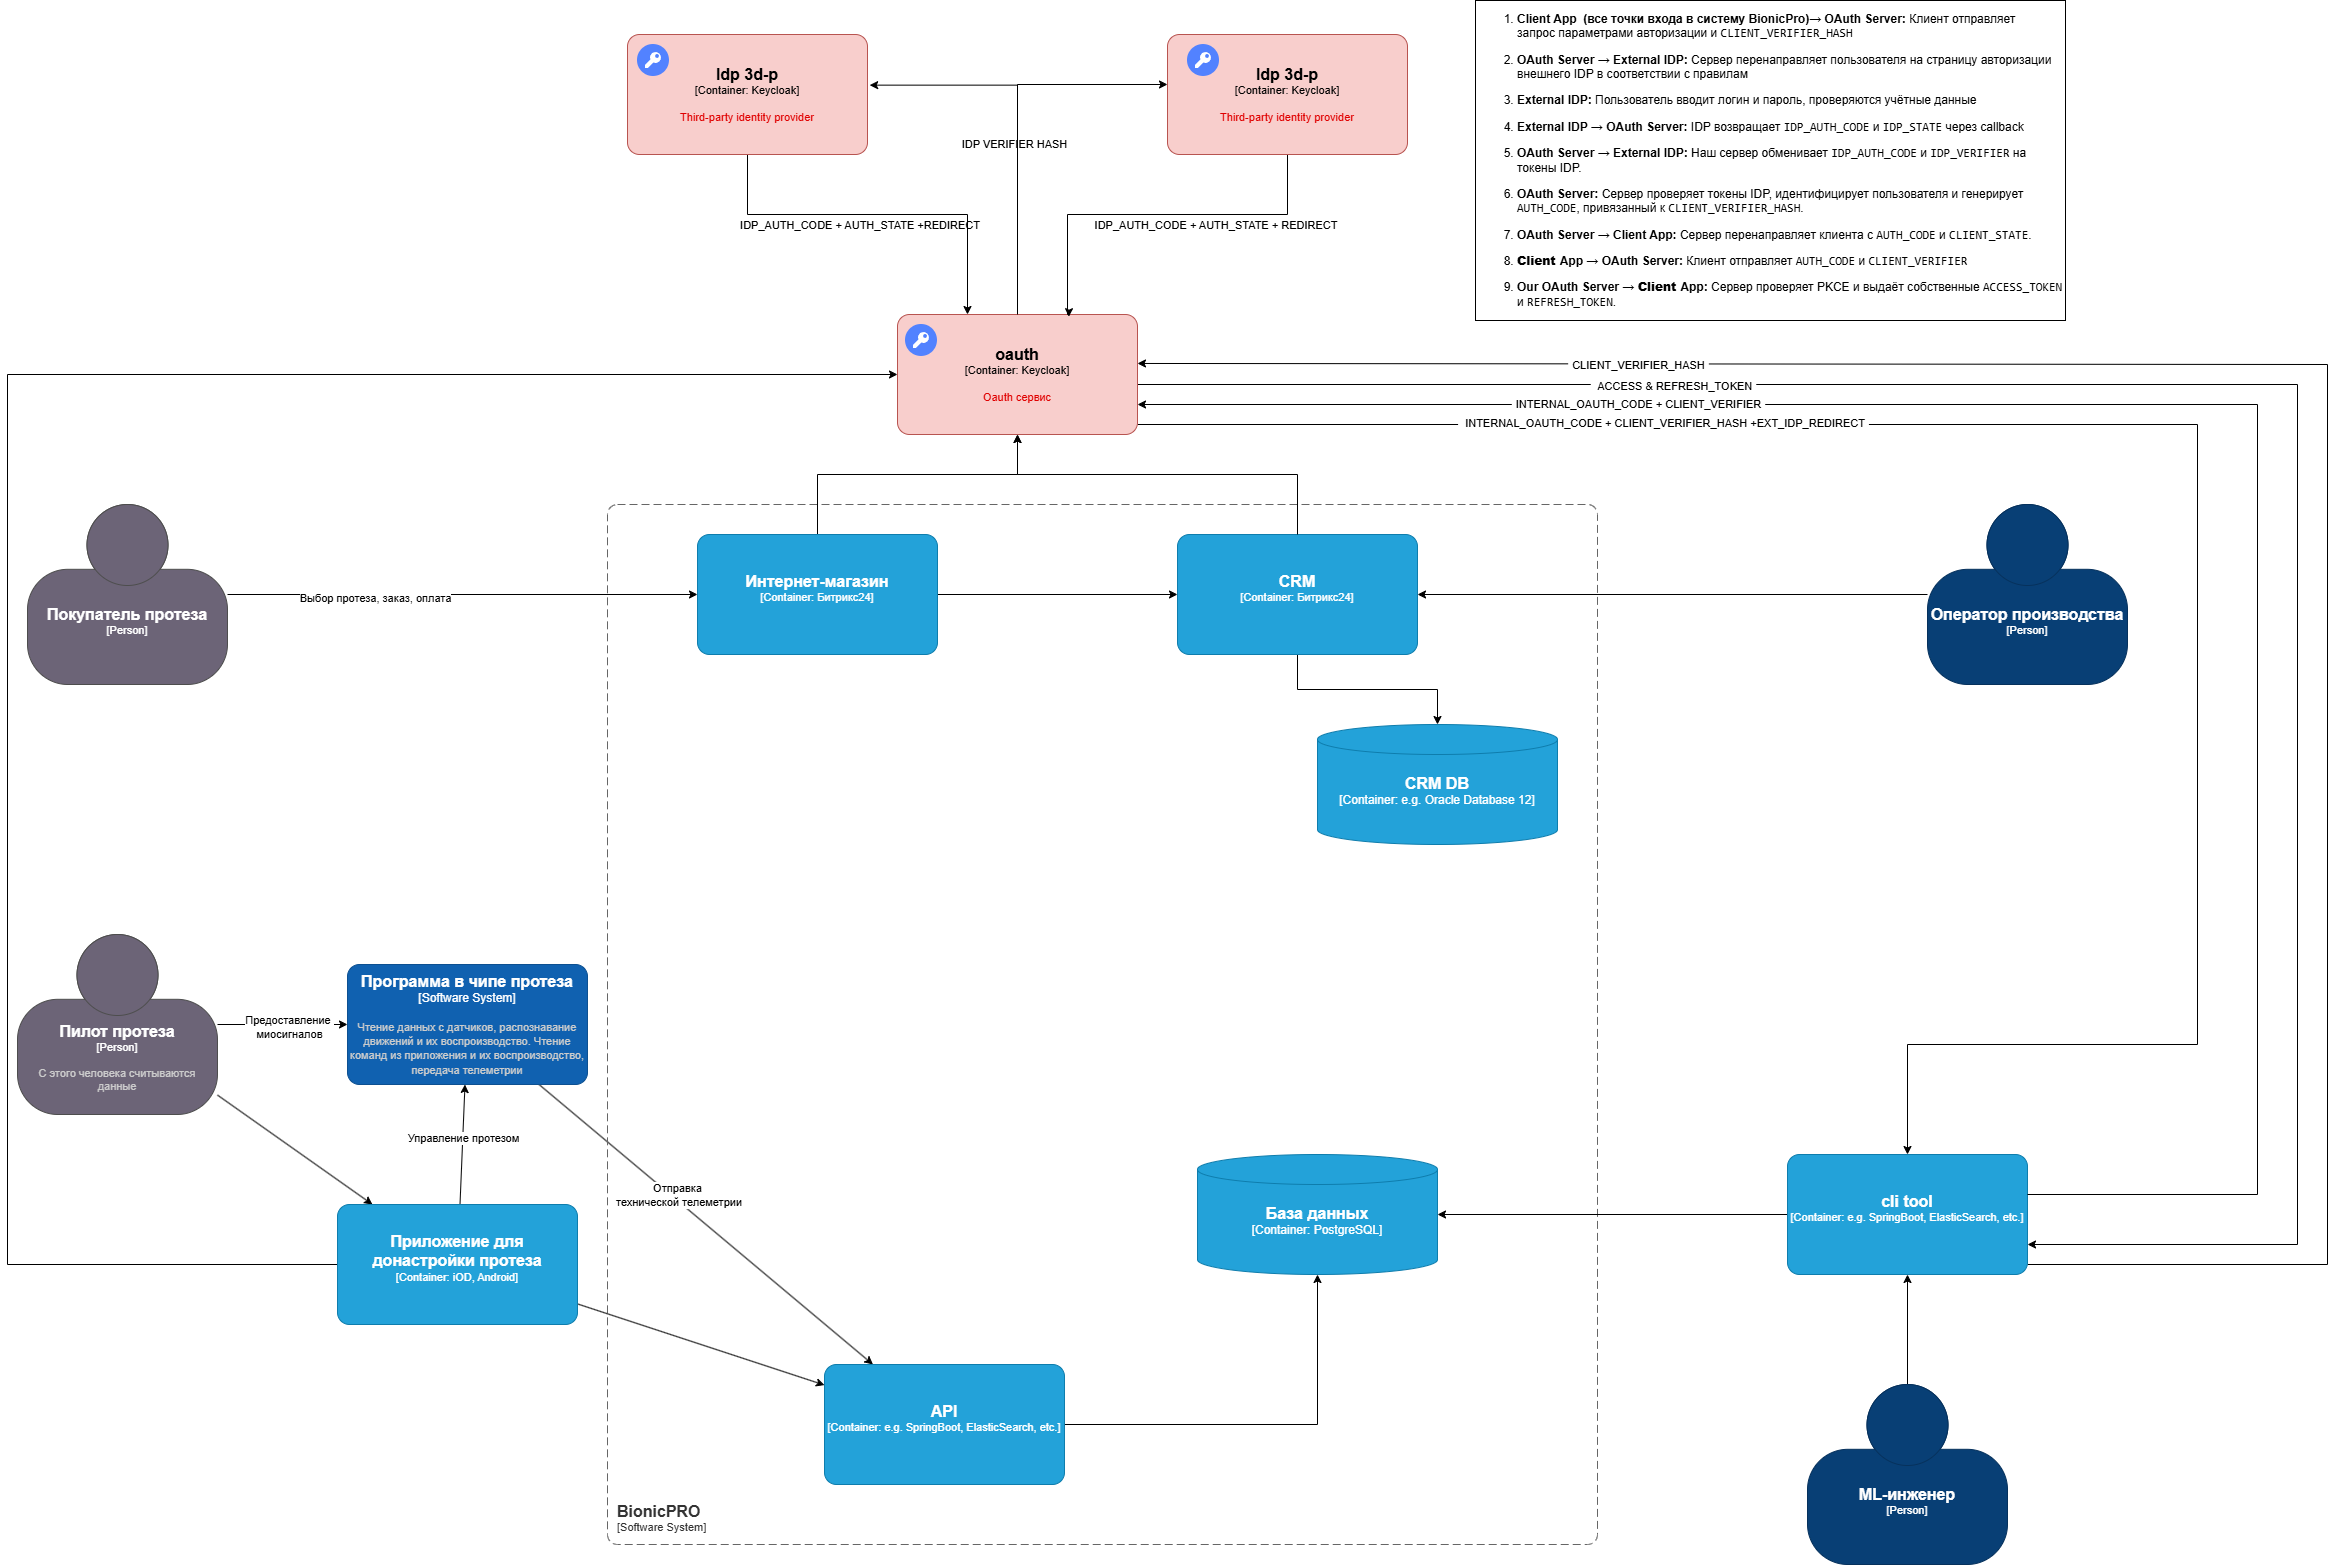 Idp 3d-p
[Container: Keycloak]
Third-party identity provider
Idp 3d-p
[Container: Keycloak]
Third-party identity provider
1. Client App  (все точки входа в систему BionicPro)→ OAuth Server: Клиент отправляет
запрос параметрами авторизации и CLIENT_VERIFIER_HASH
2. OAuth Server → External IDP: Сервер перенаправляет пользователя на страницу авторизации
внешнего IDP в соответствии с правилам
3. External IDP: Пользователь вводит логин и пароль, проверяются учётные данные
4. External IDP → OAuth Server: IDP возвращает IDP_AUTH_CODE и IDP_STATE через callback
5. OAuth Server → External IDP: Наш сервер обменивает IDP_AUTH_CODE и IDP_VERIFIER на
токены IDP.
6. OAuth Server: Сервер проверяет токены IDP, идентифицирует пользователя и генерирует
AUTH_CODE, привязанный к CLIENT_VERIFIER_HASH.
7. OAuth Server → Client App: Сервер перенаправляет клиента с AUTH_CODE и CLIENT_STATE.
8. Client App → OAuth Server: Клиент отправляет AUTH_CODE и CLIENT_VERIFIER
9. Our OAuth Server → Client App: Сервер проверяет PKCE и выдаёт собственные ACCESS_TOKEN
и REFRESH_TOKEN.
IDP VERIFIER HASH
IDP_AUTH_CODE + AUTH_STATE +REDIRECT
IDP_AUTH_CODE + AUTH_STATE + REDIRECT
oauth
[Container: Keycloak]
Oauth сервис
CLIENT_VERIFIER_HASH
ACCESS & REFRESH_TOKEN
INTERNAL_OAUTH_CODE + CLIENT_VERIFIER
INTERNAL_OAUTH_CODE + CLIENT_VERIFIER_HASH +EXT_IDP_REDIRECT
Покупатель протеза
[Person]
Выбор протеза, заказ, оплата
Интернет-магазин
[Container: Битрикс24]
CRM
[Container: Битрикс24]
Оператор производства
[Person]
CRM DB
[Container: e.g. Oracle Database 12]
Пилот протеза
[Person]
С этого человека считываются
данные
Предоставление
миосигналов
Программа в чипе протеза
[Software System]
Чтение данных с датчиков, распознавание
движений и их воспроизводство. Чтение
команд из приложения и их воспроизводство,
передача телеметрии
Управление протезом
Отправка
технической телеметрии
Приложение для
донастройки протеза
[Container: iOD, Android]
База данных
[Container: PostgreSQL]
cli tool
[Container: e.g. SpringBoot, ElasticSearch, etc.]
API
[Container: e.g. SpringBoot, ElasticSearch, etc.]
ML-инженер
[Person]
BionicPRO
[Software System]